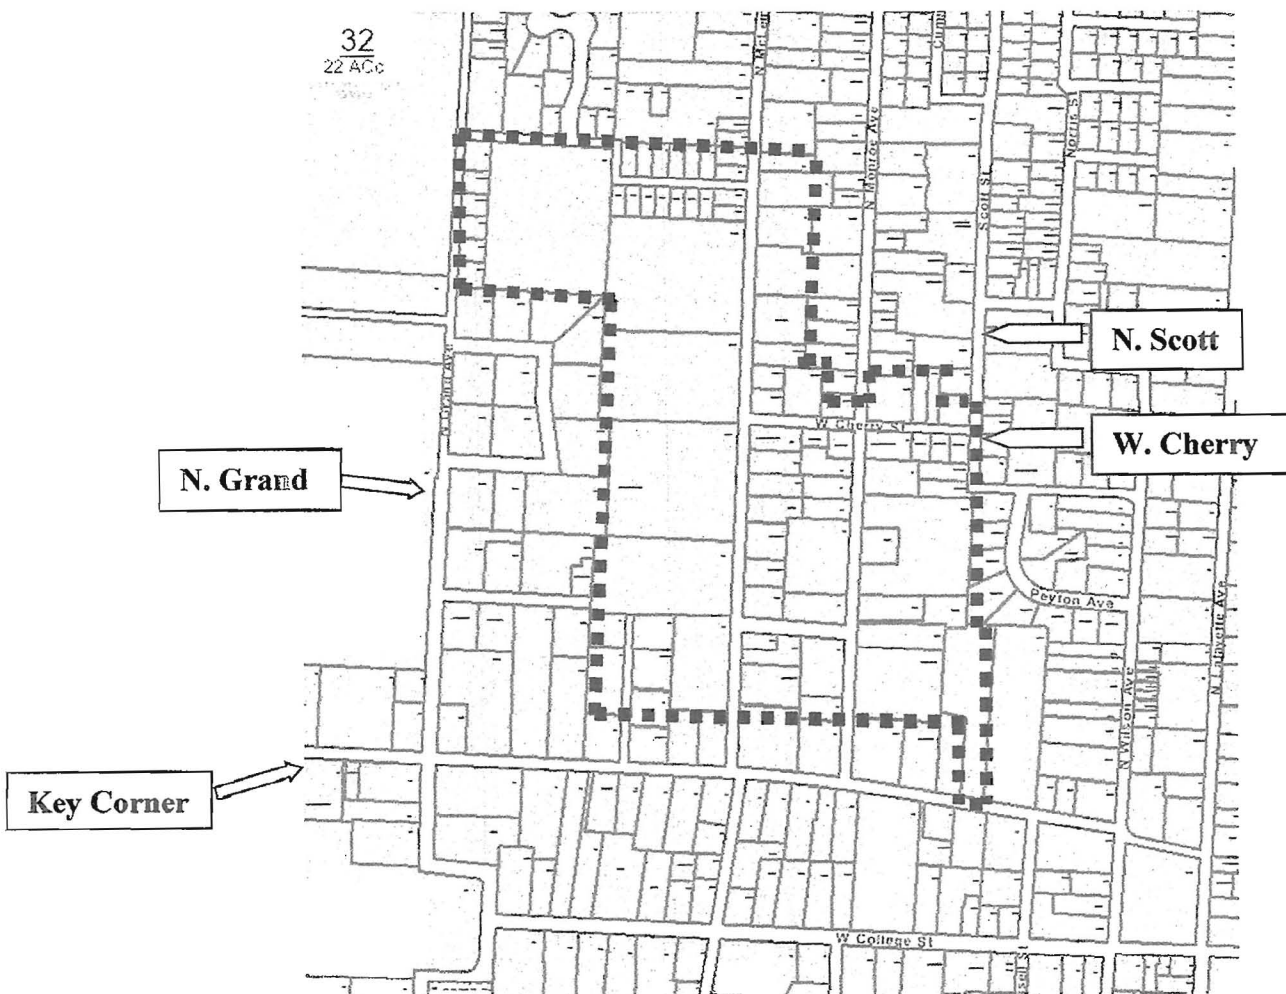 32
22 ACc
N Monroe Ave
Scott St
Norris S
N. Scott
N Grand Ave
W Cherry St
W. Cherry
N. Grand
Peyton Ave
N Lafayette Ave
N Wilson Ave
Key Corner
W College St